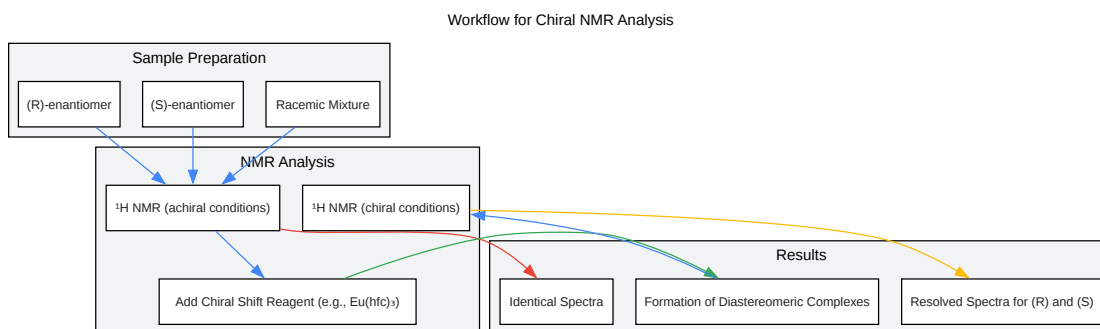 Workflow for Chiral NMR Analysis
Sample Preparation
(R)-enantiomer
(S)-enantiomer
Racemic Mixture
NMR Analysis
¹H NMR (achiral conditions)
¹H NMR (chiral conditions)
Add Chiral Shift Reagent (e.g., Eu(hfc)₃)
Results
Identical Spectra
Formation of Diastereomeric Complexes
Resolved Spectra for (R) and (S)